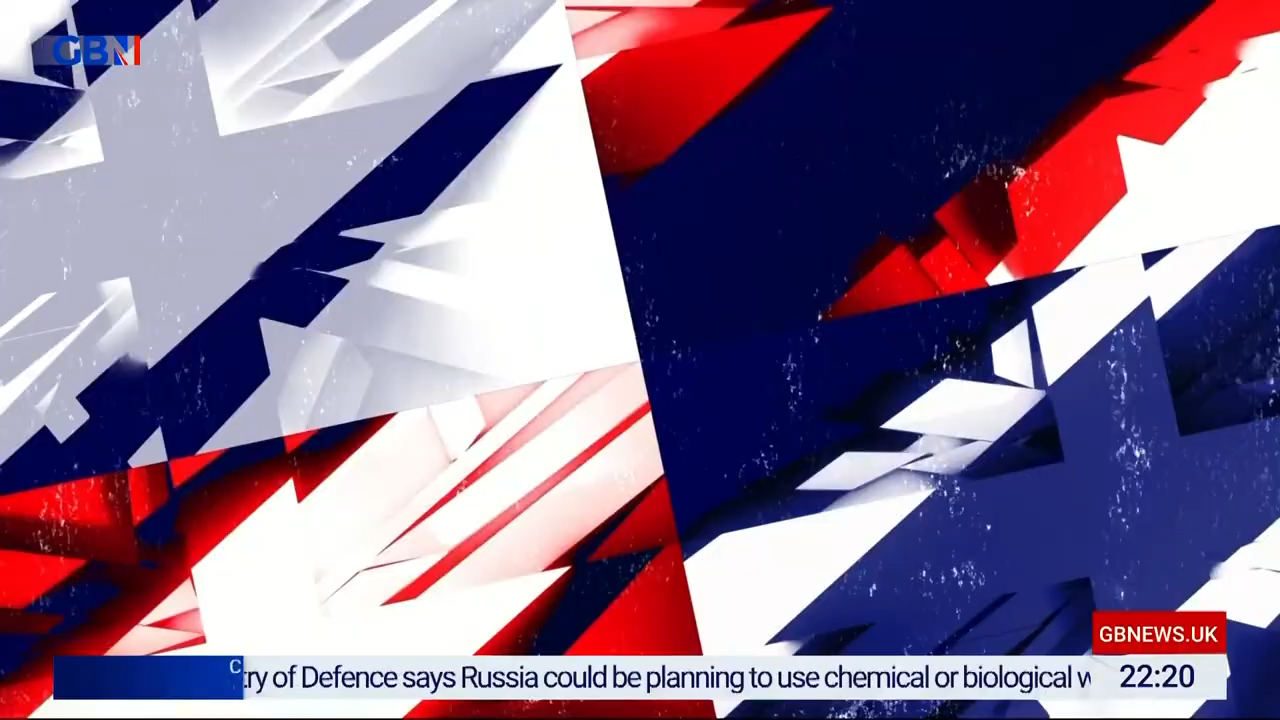 GBN
GBNEWS.UK
try of Defence says Russia could be planning to use chemical or biological
22:20